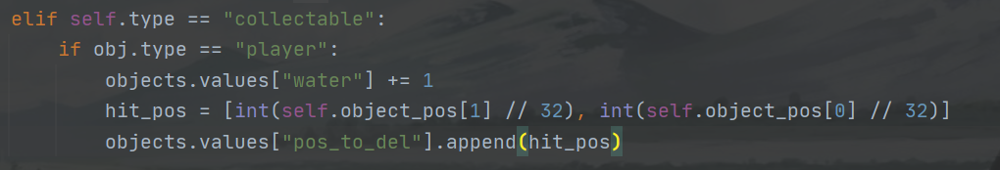 elif self.type == "collectable":
if obj.type == "player":
objects.values["water"] += 1
hit_pos = [int(self.object_pos[1] // 32), int(self.object_pos[0] // 32)]
objects.values["pos_to_del"].append(hit_pos)